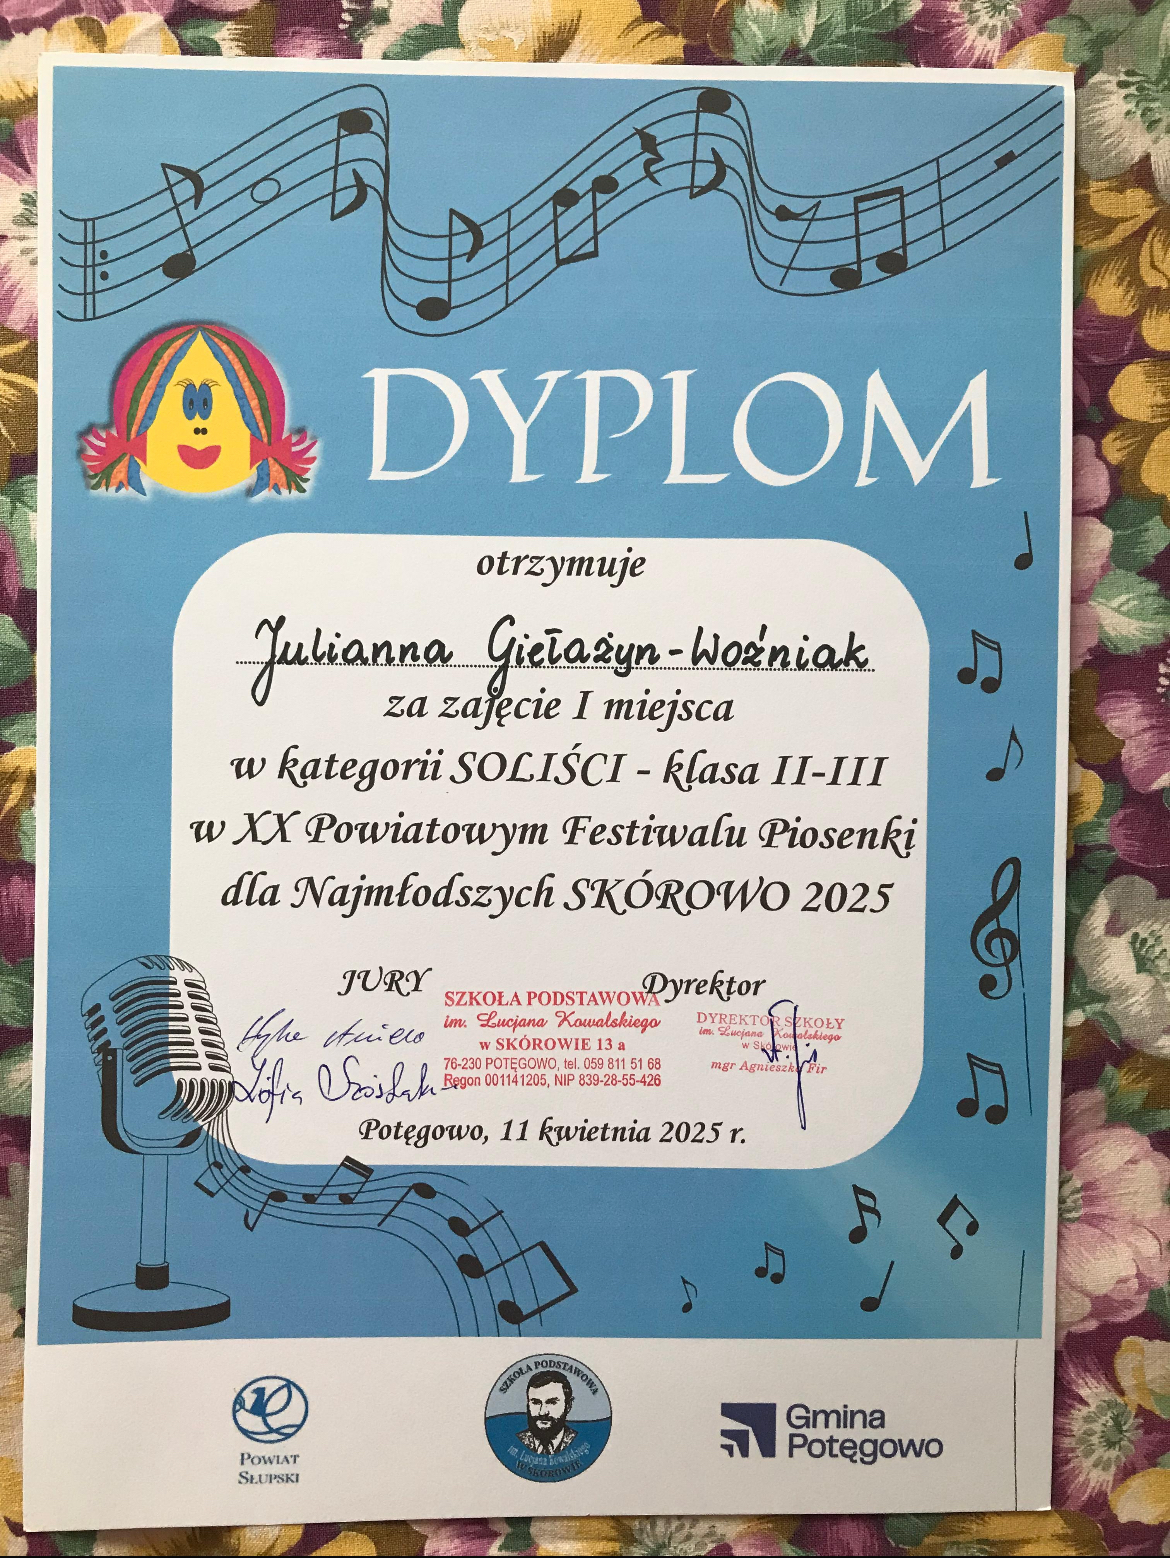 DYPLOM
otrzymuje
Julianna Giełażyn-Woźniak
za zajęcie I miejsca
w kategorii SOLIŚCI - klasa II-III
w XX Powiatowym Festiwalu Piosenki
dla Najmłodszych SKÓROWO 2025
JURY
Dyrektor
SZKOŁA PODSTAWOWA
im. Lucjana Kowalskiego
w SKÓROWIE 13 a
76-230 POTĘGOWO, tel. 059 811 51 68
Regon 001141205, NIP 839-28-55-426
DYREKTOR SZKOŁY
im. Lucjana Kowalskiego
w Skórowie
mgr Agnieszka Fir
Zofia
Potęgowo, 11 kwietnia 2025 r.
POWIAT
SŁUPSKI
SZKOŁA PODSTAWOWA
im. Lucjana Kowalskiego
W SKÓROWIE
Gmina
Potęgowo